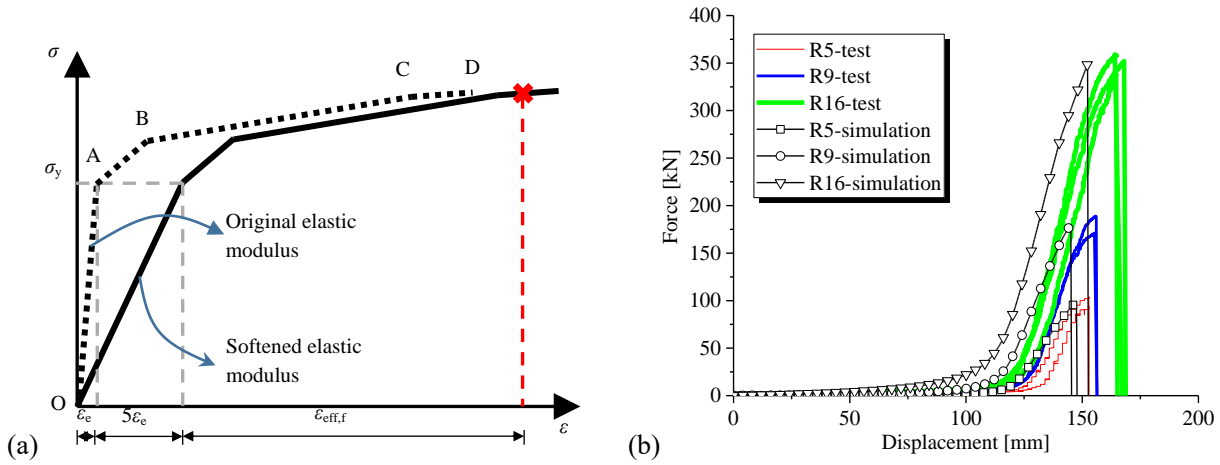 σ
C
D
B
A
σy
Original elastic
modulus
Softened elastic
modulus
O
εe
5εe
εeff,f
ε
(a)
R5-test
R9-test
R16-test
R5-simulation
R9-simulation
R16-simulation
400
350
300
250
200
150
100
50
0
Force [kN]
0 50 100 150 200
Displacement [mm]
(b)